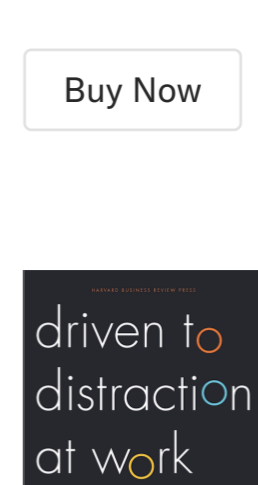 Buy Now
HARVARD BUSINESS REVIEW PRESS
driven to
distraction
at work